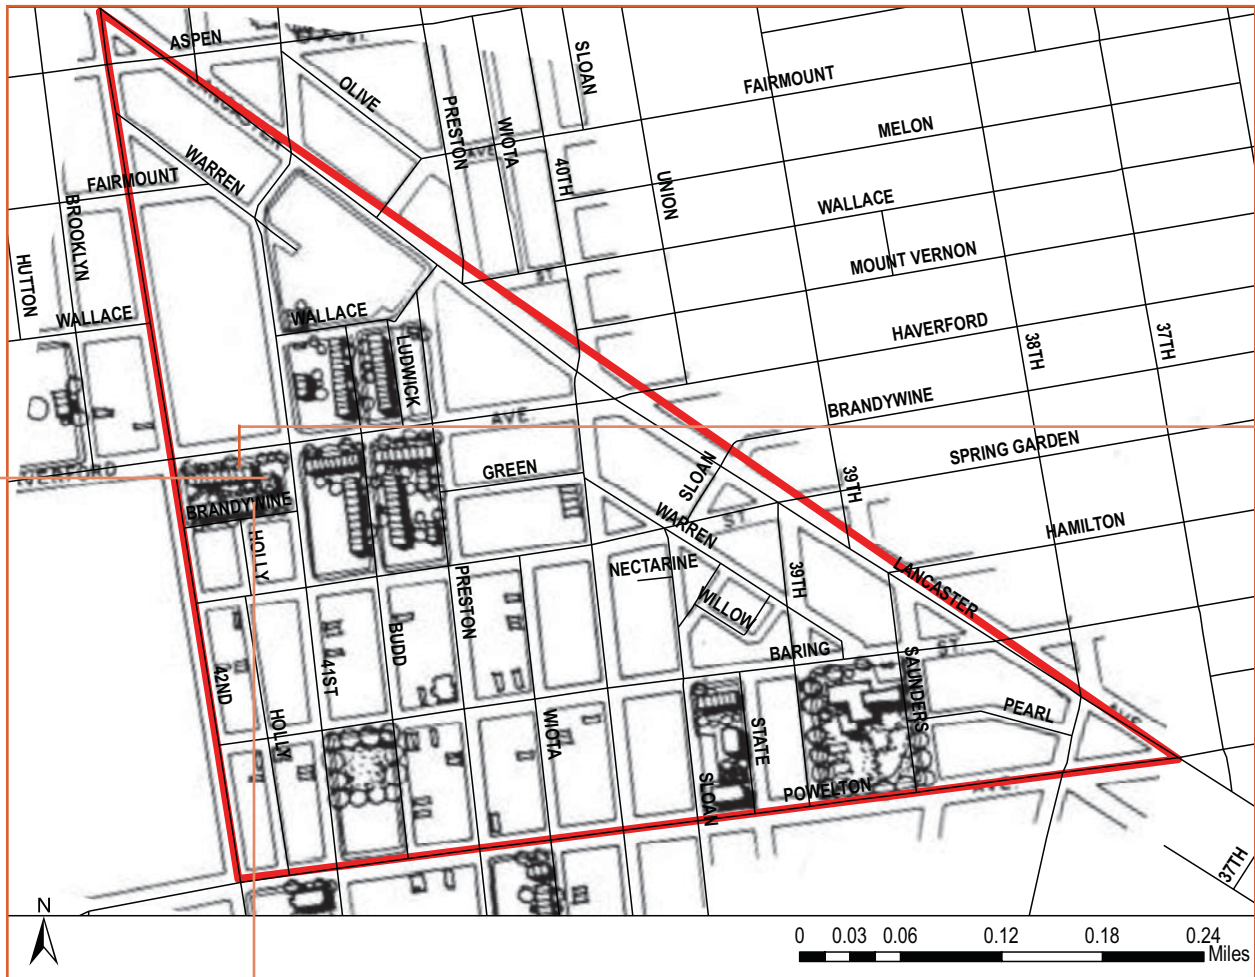 ASPEN
SLOAN
OLIVE
FAIRMOUNT
PRESTON
WIOTA
MELON
AVE
WARREN
40TH
FAIRMOUNT
UNION
WALLACE
BROOKLYN
MOUNT VERNON
HUTTON
ST.
WALLACE
WALLACE
HAVERFORD
LUDWICK
38TH
37TH
BRANDYWINE
AVE.
SPRING GARDEN
GREEN
SLOAN
39TH
BRANDYWINE
WARREN
ST
HAMILTON
HOLLY
NECTARINE
39TH
LANCASTER
PRESTON
WILLOW
BUDD
BARING
ST.
42ND
41ST
SAUNDERS
HOLLY
WIOTA
STATE
PEARL
AVE
SLOAN
POWELTON
AVE.
37TH
N
0 0.03 0.06 0.12 0.18 0.24
Miles